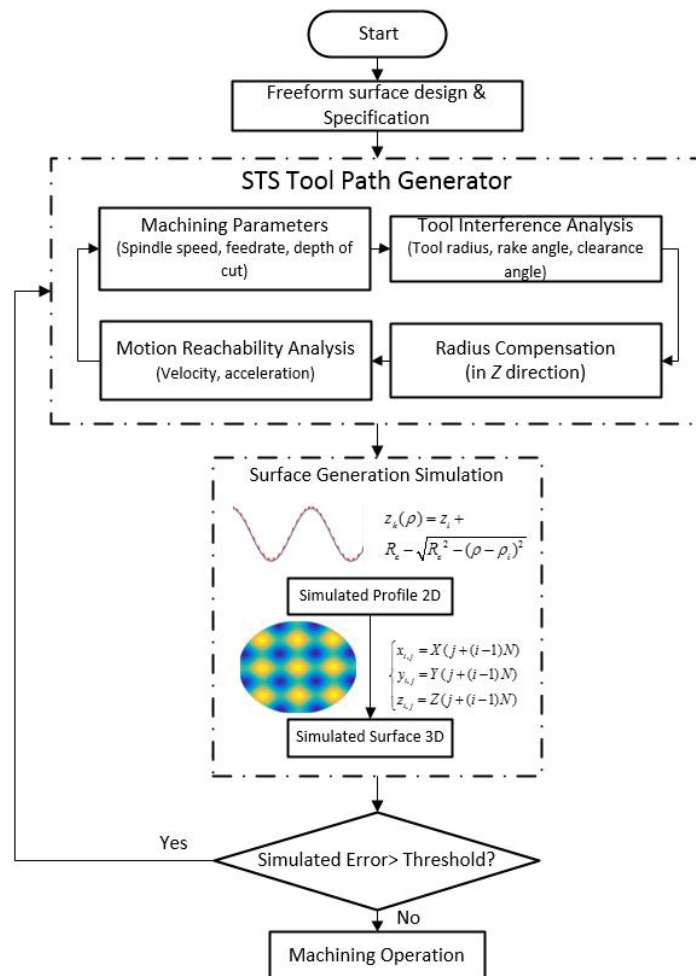 Start
Freeform surface design &
Specification
STS Tool Path Generator
Machining Parameters
(Spindle speed, feedrate, depth of
cut)
Tool Interference Analysis
(Tool radius, rake angle, clearance
angle)
Motion Reachability Analysis
(Velocity, acceleration)
Radius Compensation
(in Z direction)
Surface Generation Simulation
z_k(ρ) = z_i +
R_ε − √(R_ε² − (ρ − ρ_i)²)
Simulated Profile 2D
x_{i,j} = X(j+(i−1)N)
y_{i,j} = Y(j+(i−1)N)
z_{i,j} = Z(j+(i−1)N)
Simulated Surface 3D
Yes
Simulated Error> Threshold?
No
Machining Operation